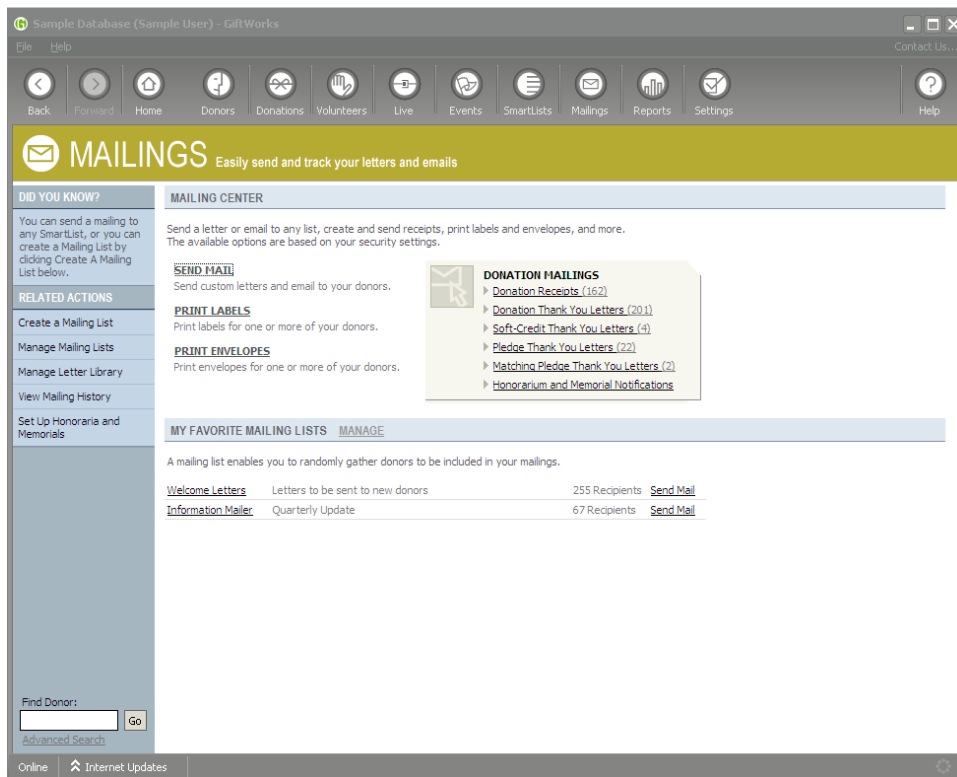 Sample Database (Sample User) - GiftWorks
File Help Contact Us...
Back Forward Home Donors Donations Volunteers Live Events SmartLists Mailings Reports Settings Help
MAILINGS Easily send and track your letters and emails
DID YOU KNOW?
You can send a mailing to
any SmartList, or you can
create a Mailing List by
clicking Create A Mailing
List below.
RELATED ACTIONS
Create a Mailing List
Manage Mailing Lists
Manage Letter Library
View Mailing History
Set Up Honoraria and
Memorials
Find Donor:
Go
Advanced Search
MAILING CENTER
Send a letter or email to any list, create and send receipts, print labels and envelopes, and more.
The available options are based on your security settings.
SEND MAIL
Send custom letters and email to your donors.
PRINT LABELS
Print labels for one or more of your donors.
PRINT ENVELOPES
Print envelopes for one or more of your donors.
DONATION MAILINGS
Donation Receipts (162)
Donation Thank You Letters (201)
Soft-Credit Thank You Letters (4)
Pledge Thank You Letters (22)
Matching Pledge Thank You Letters (2)
Honorarium and Memorial Notifications
MY FAVORITE MAILING LISTS MANAGE
A mailing list enables you to randomly gather donors to be included in your mailings.
Welcome Letters Letters to be sent to new donors 255 Recipients Send Mail
Information Mailer Quarterly Update 67 Recipients Send Mail
Online Internet Updates